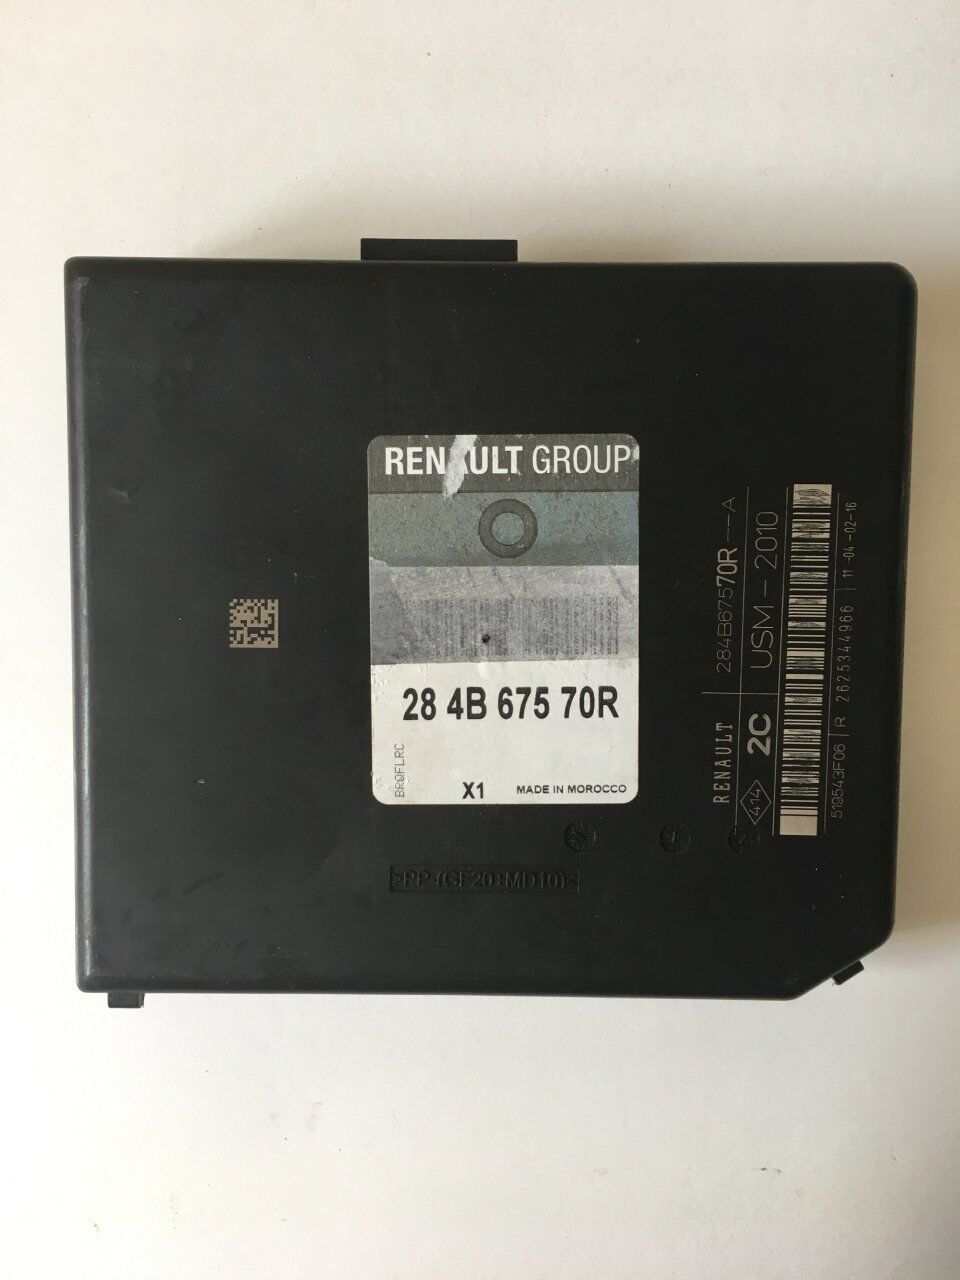 RENAULT GROUP
28 4B 675 70R
BRQFLRC
X1
MADE IN MOROCCO
>PP-(GF20+MD10)<
RENAULT
284B67570R--A
414
2C
USM-2010
519543F06
R 2625344966
11-04-02-16